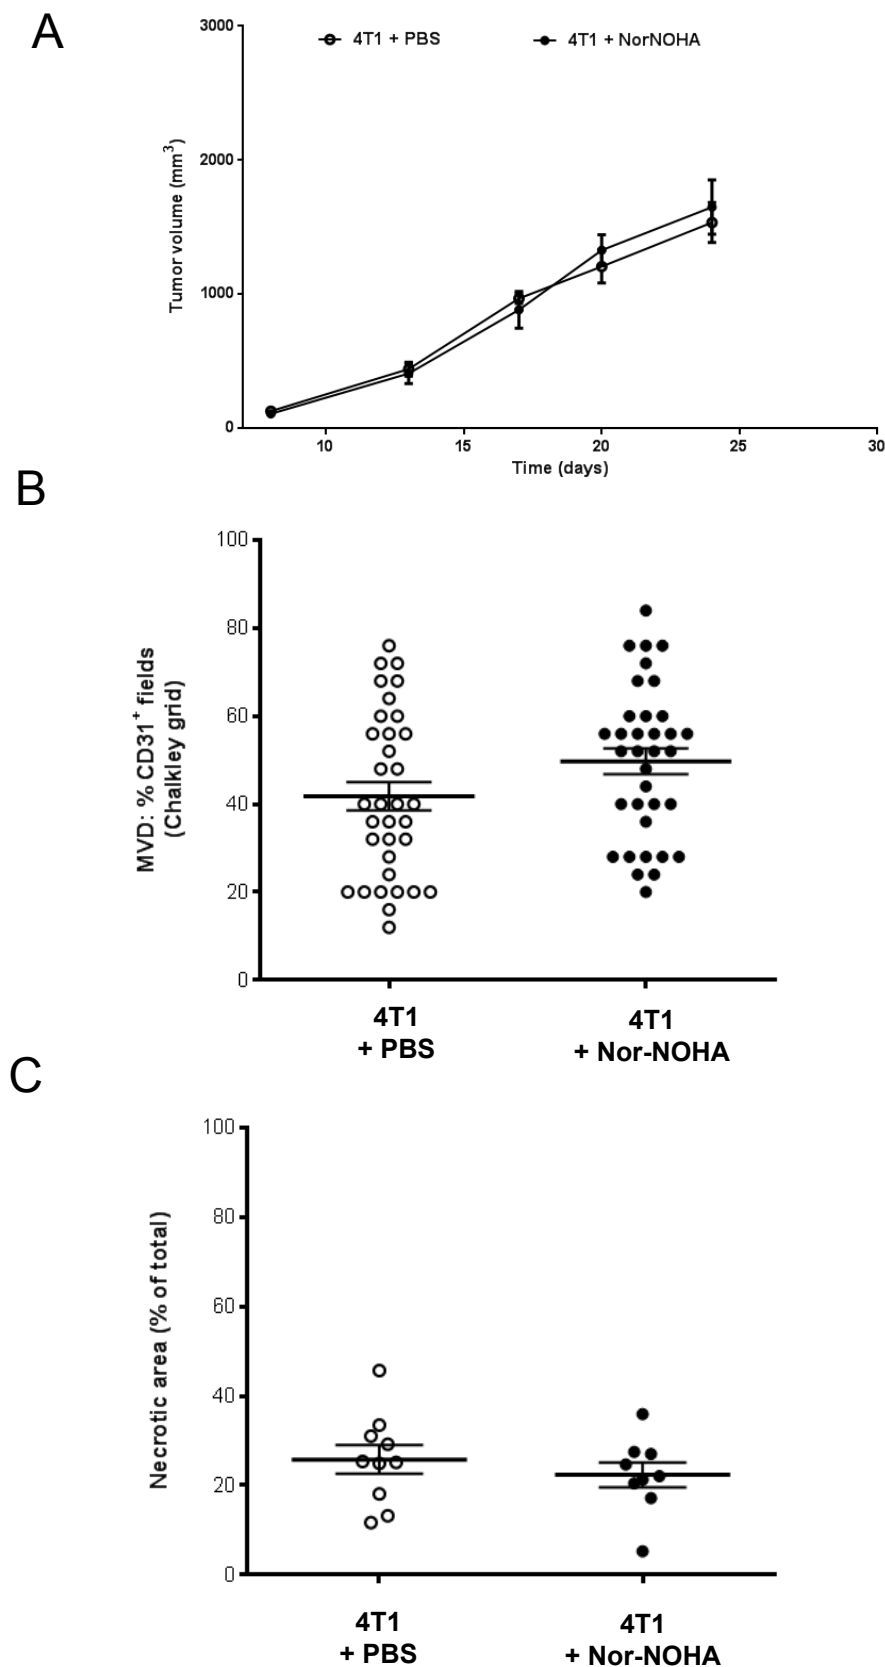 A
4T1 + PBS
4T1 + NorNOHA
3000
2000
1000
0
Tumor volume (mm³)
10
15
20
25
30
Time (days)
B
100
80
60
40
20
0
MVD: % CD31⁺ fields
(Chalkley grid)
4T1
+ PBS
4T1
+ Nor-NOHA
C
100
80
60
40
20
0
Necrotic area (% of total)
4T1
+ PBS
4T1
+ Nor-NOHA